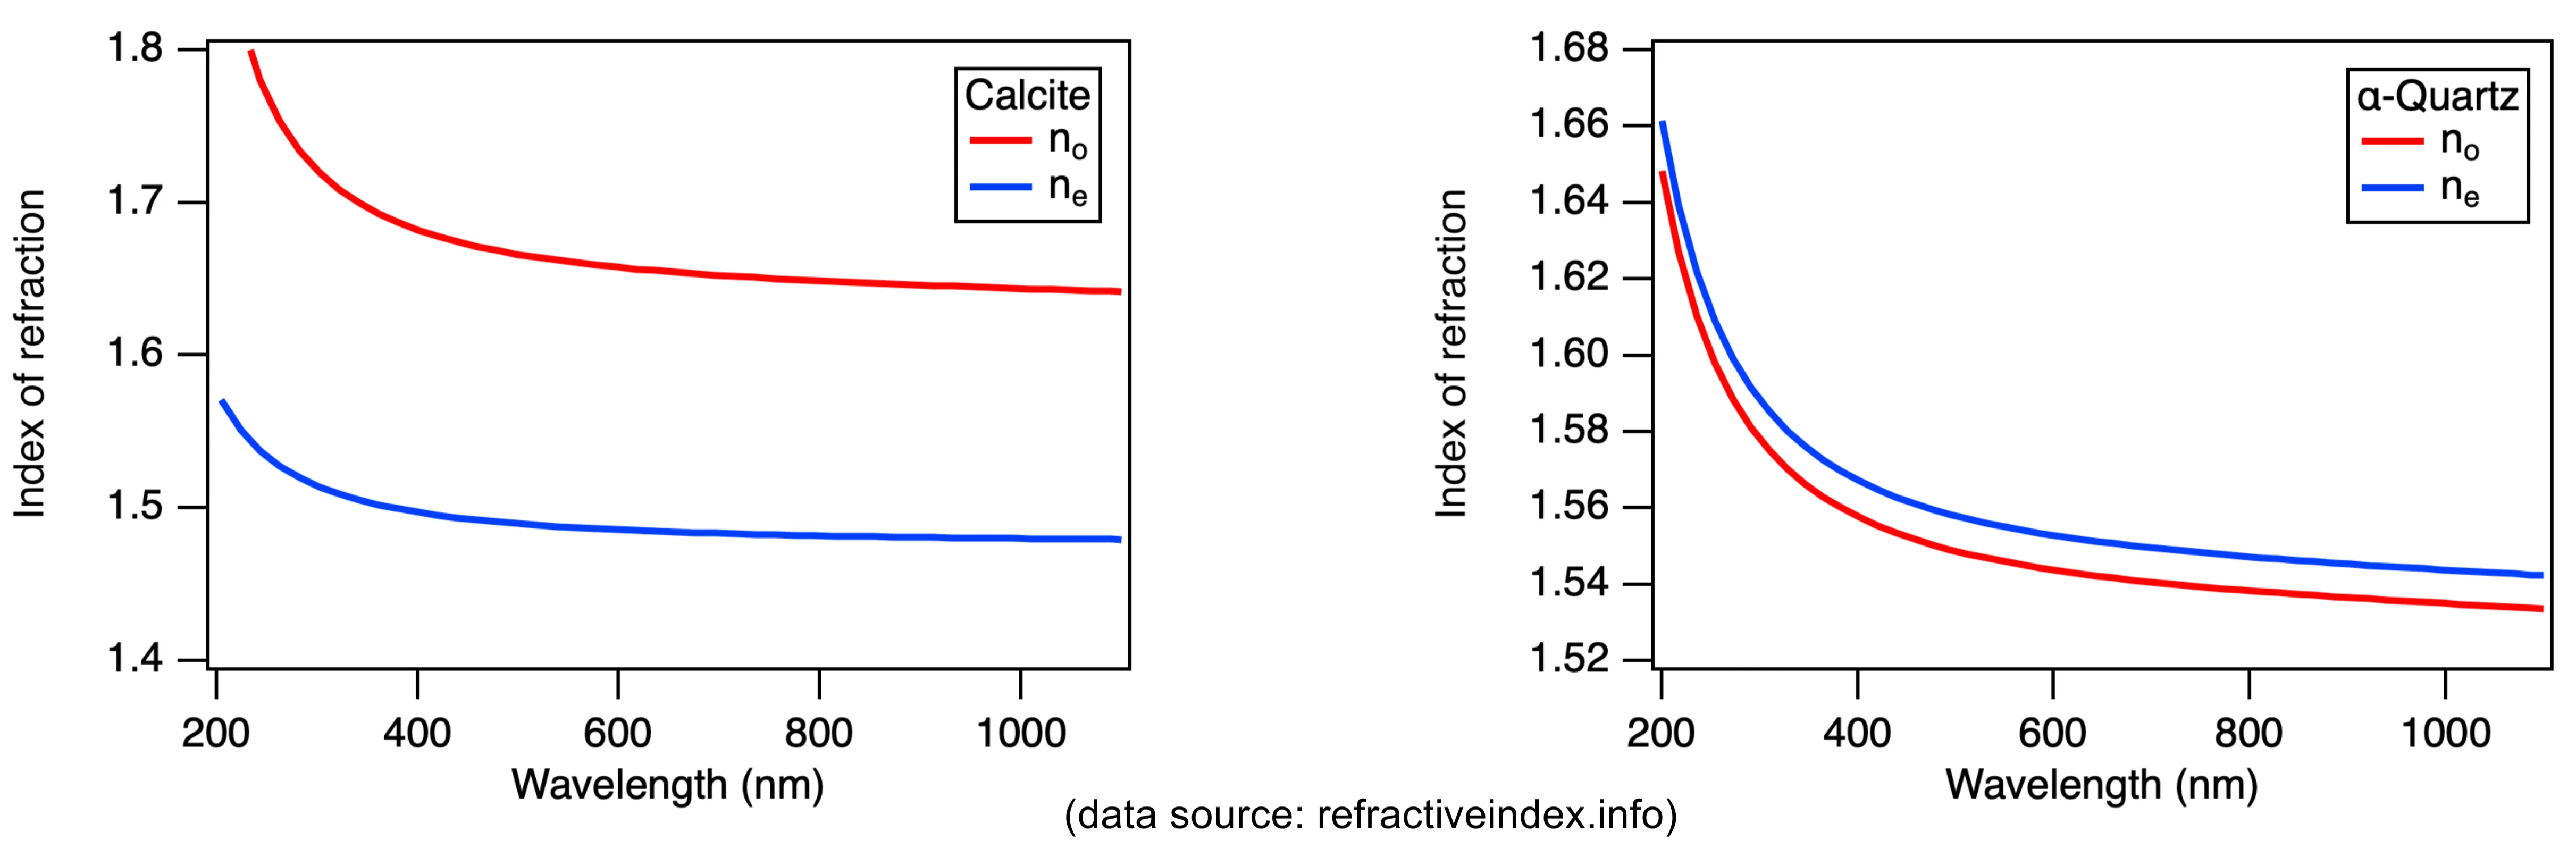 Index of refraction
1.8
1.7
1.6
1.5
1.4
Calcite
nₒ
nₑ
200 400 600 800 1000
Wavelength (nm)
Index of refraction
1.68
1.66
1.64
1.62
1.60
1.58
1.56
1.54
1.52
α-Quartz
nₒ
nₑ
200 400 600 800 1000
Wavelength (nm)
(data source: refractiveindex.info)